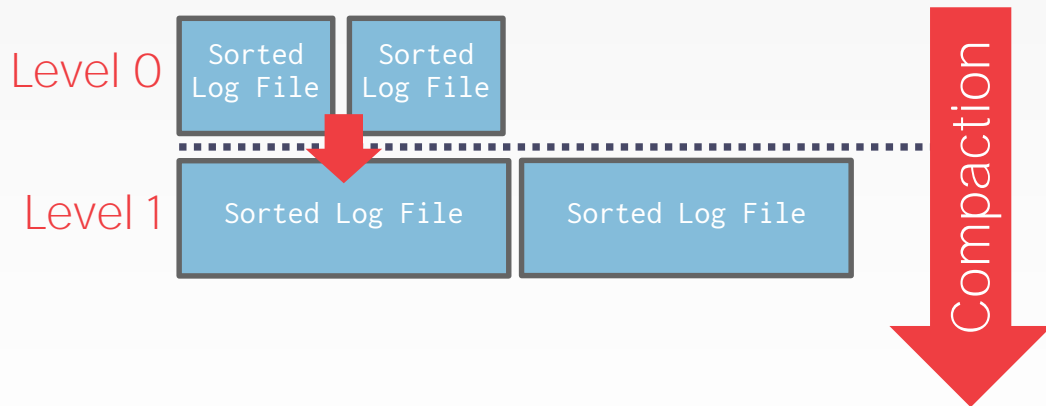 Level 0
Sorted
Log File
Sorted
Log File
Level 1
Sorted Log File
Sorted Log File
Compaction